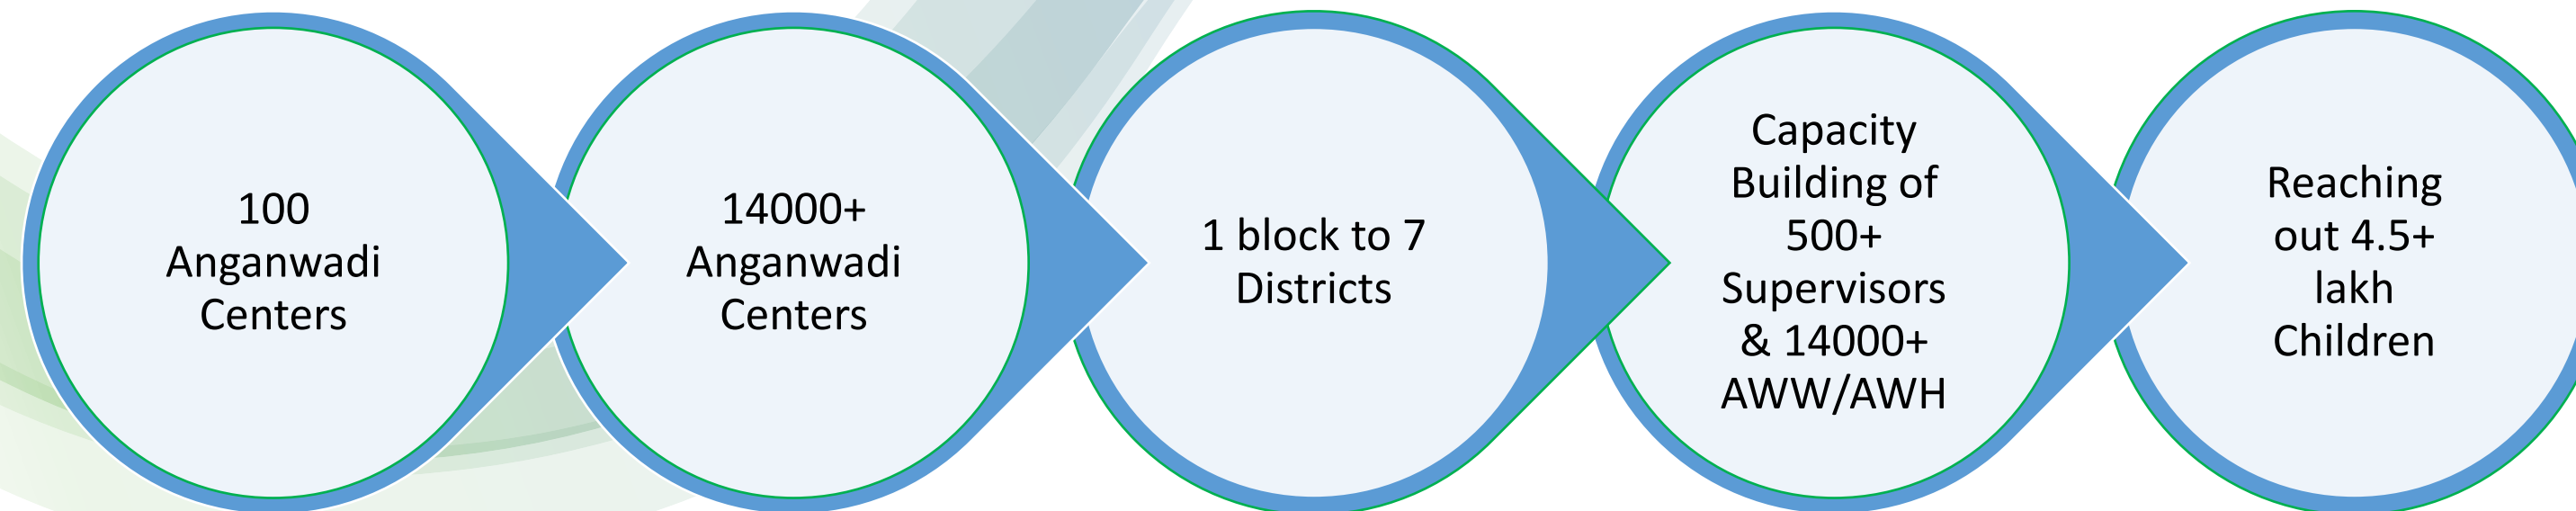 100
Anganwadi
Centers
14000+
Anganwadi
Centers
1 block to 7
Districts
Capacity
Building of
500+
Supervisors
& 14000+
AWW/AWH
Reaching
out 4.5+
lakh
Children